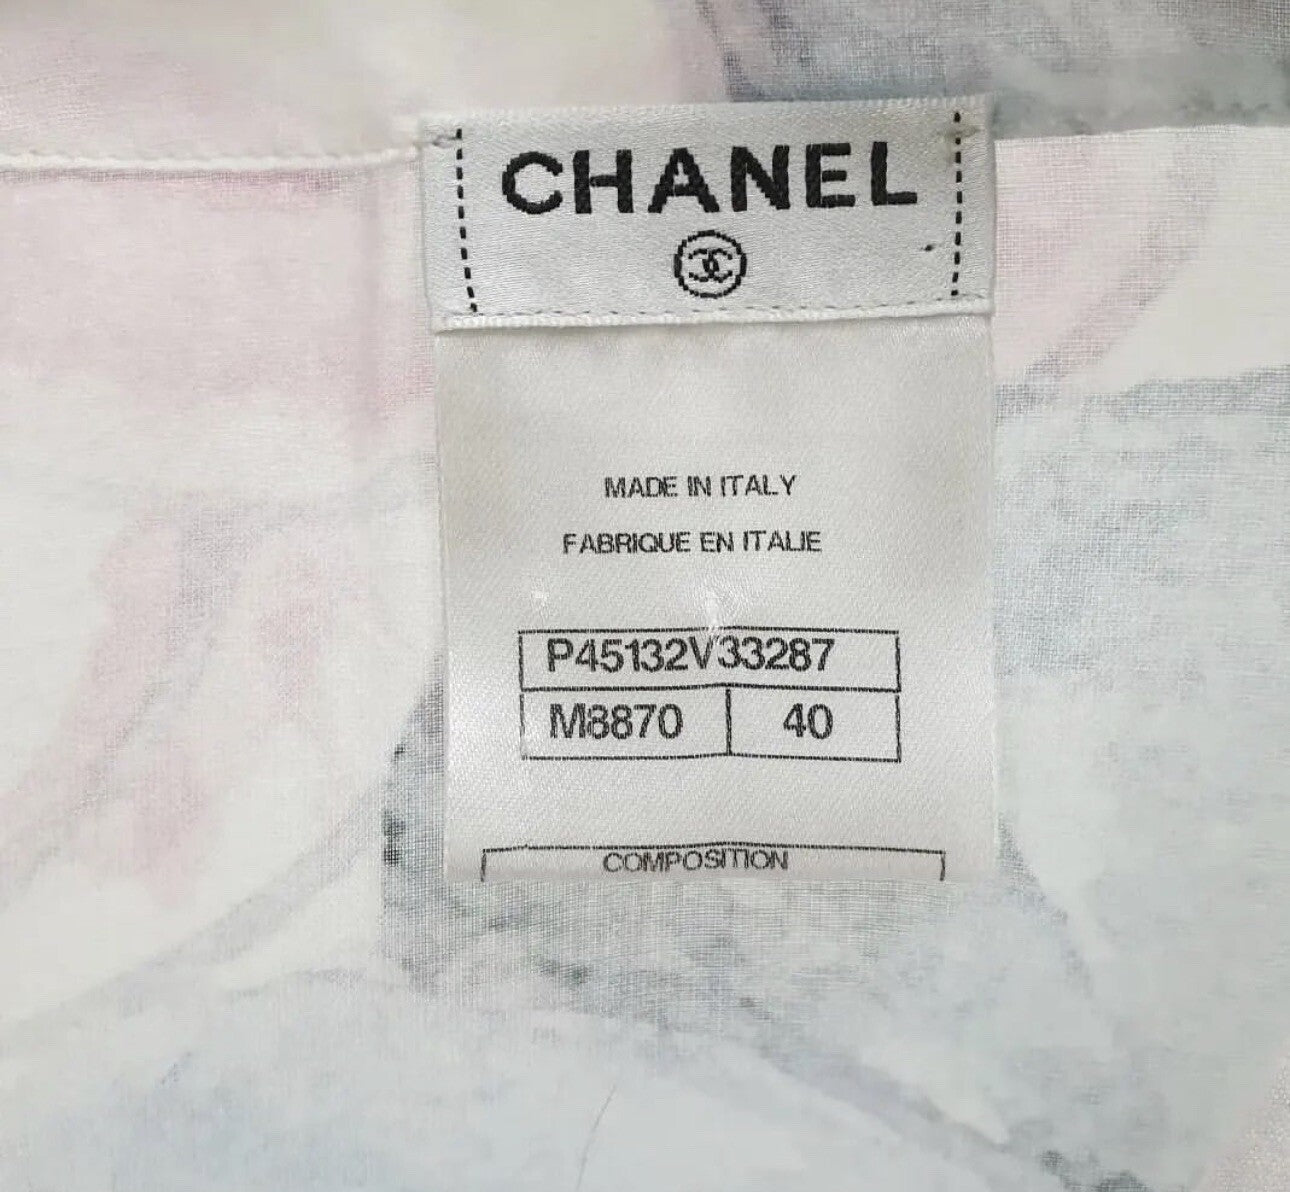 CHANEL
MADE IN ITALY
FABRIQUE EN ITALIE
P45132V33287
M8870 40
COMPOSITION